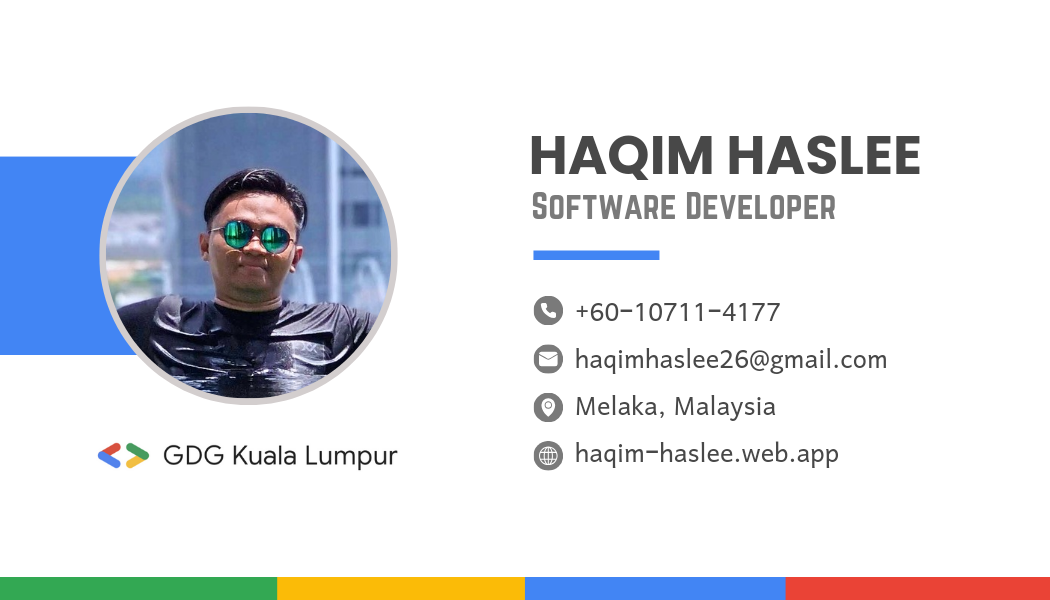 HAQIM HASLEE
Software Developer
+60-10711-4177
haqimhaslee26@gmail.com
Melaka, Malaysia
haqim-haslee.web.app
GDG Kuala Lumpur